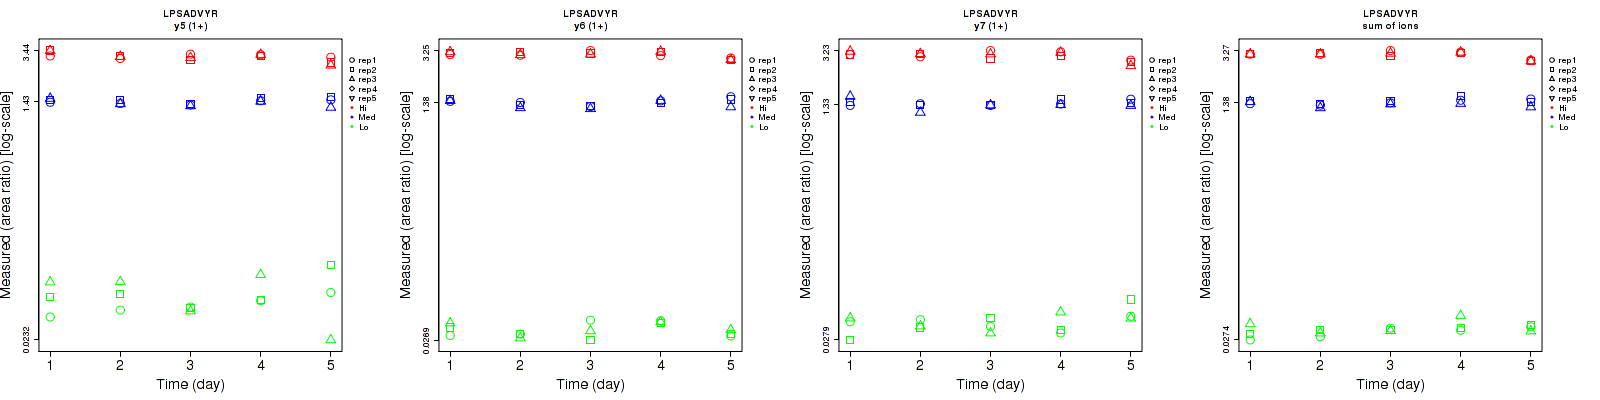 LPSADVYR
y5 (1+)
Measured (area ratio) [log-scale]
3.44
1.43
0.0232
1 2 3 4 5
Time (day)
rep1
rep2
rep3
rep4
rep5
Hi
Med
Lo
LPSADVYR
y6 (1+)
Measured (area ratio) [log-scale]
3.25
1.38
0.0269
1 2 3 4 5
Time (day)
rep1
rep2
rep3
rep4
rep5
Hi
Med
Lo
LPSADVYR
y7 (1+)
Measured (area ratio) [log-scale]
3.23
1.33
0.0279
1 2 3 4 5
Time (day)
rep1
rep2
rep3
rep4
rep5
Hi
Med
Lo
LPSADVYR
sum of ions
Measured (area ratio) [log-scale]
3.27
1.38
0.0274
1 2 3 4 5
Time (day)
rep1
rep2
rep3
rep4
rep5
Hi
Med
Lo